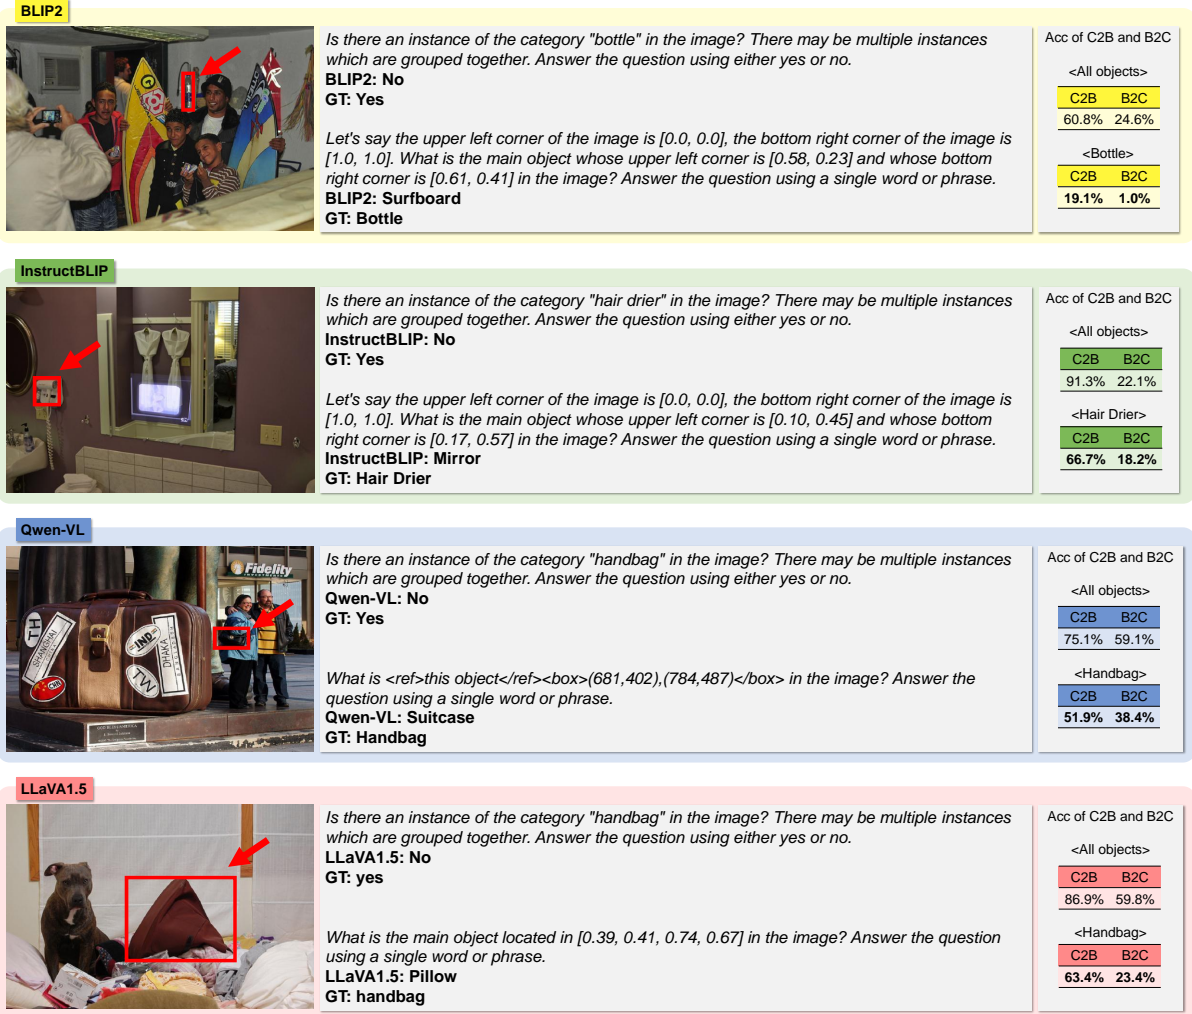 BLIP2
Is there an instance of the category "bottle" in the image? There may be multiple instances
which are grouped together. Answer the question using either yes or no.
BLIP2: No
GT: Yes
Let's say the upper left corner of the image is [0.0, 0.0], the bottom right corner of the image is
[1.0, 1.0]. What is the main object whose upper left corner is [0.58, 0.23] and whose bottom
right corner is [0.61, 0.41] in the image? Answer the question using a single word or phrase.
BLIP2: Surfboard
GT: Bottle
Acc of C2B and B2C
<All objects>
C2B B2C
60.8% 24.6%
<Bottle>
C2B B2C
19.1% 1.0%
InstructBLIP
Is there an instance of the category "hair drier" in the image? There may be multiple instances
which are grouped together. Answer the question using either yes or no.
InstructBLIP: No
GT: Yes
Let's say the upper left corner of the image is [0.0, 0.0], the bottom right corner of the image is
[1.0, 1.0]. What is the main object whose upper left corner is [0.10, 0.45] and whose bottom
right corner is [0.17, 0.57] in the image? Answer the question using a single word or phrase.
InstructBLIP: Mirror
GT: Hair Drier
Acc of C2B and B2C
<All objects>
C2B B2C
91.3% 22.1%
<Hair Drier>
C2B B2C
66.7% 18.2%
Qwen-VL
Fidelity
TH
SHANGHAI
CHN
IND
DHAKA
TW
Is there an instance of the category "handbag" in the image? There may be multiple instances
which are grouped together. Answer the question using either yes or no.
Qwen-VL: No
GT: Yes
What is <ref>this object</ref><box>(681,402),(784,487)</box> in the image? Answer the
question using a single word or phrase.
Qwen-VL: Suitcase
GT: Handbag
Acc of C2B and B2C
<All objects>
C2B B2C
75.1% 59.1%
<Handbag>
C2B B2C
51.9% 38.4%
LLaVA1.5
Is there an instance of the category "handbag" in the image? There may be multiple instances
which are grouped together. Answer the question using either yes or no.
LLaVA1.5: No
GT: yes
What is the main object located in [0.39, 0.41, 0.74, 0.67] in the image? Answer the question
using a single word or phrase.
LLaVA1.5: Pillow
GT: handbag
Acc of C2B and B2C
<All objects>
C2B B2C
86.9% 59.8%
<Handbag>
C2B B2C
63.4% 23.4%